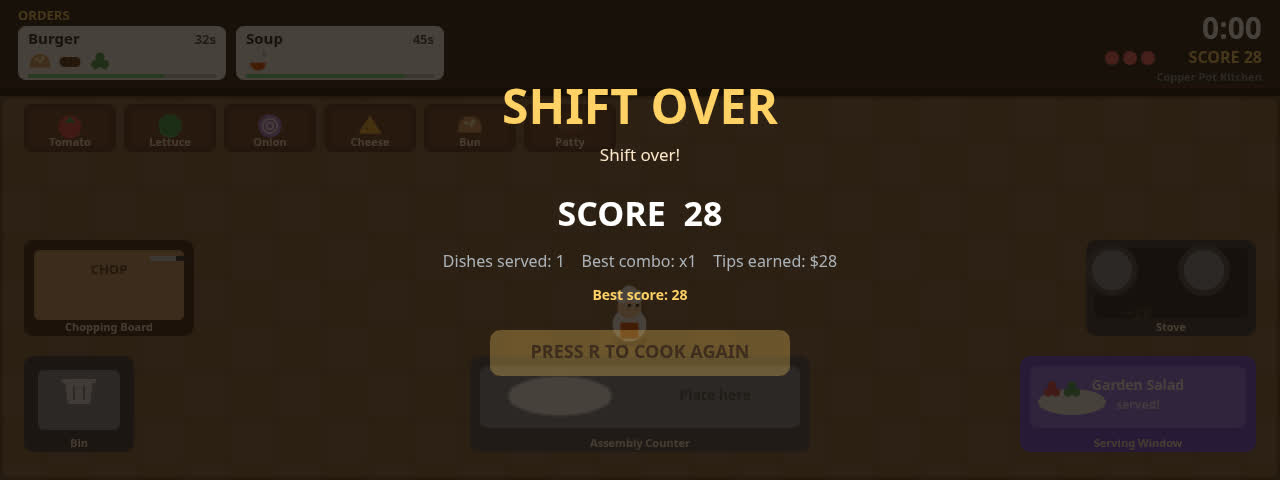 ORDERS
Burger 32s
Soup 45s
0:00
SCORE 28
Copper Pot Kitchen
SHIFT OVER
Tomato
Lettuce
Onion
Cheese
Bun
Patty
Shift over!
SCORE 28
Dishes served: 1 Best combo: x1 Tips earned: $28
Best score: 28
CHOP
Chopping Board
Stove
PRESS R TO COOK AGAIN
Plate here
Garden Salad
served!
Bin
Assembly Counter
Serving Window